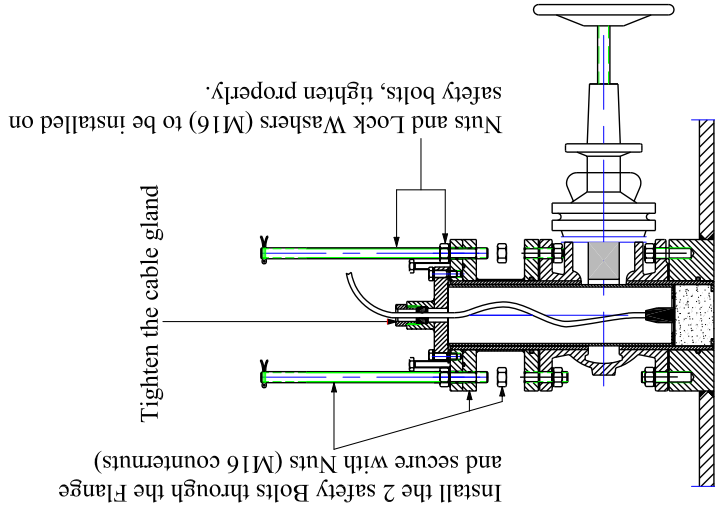 Nuts and Lock Washers (M16) to be installed on
safety bolts, tighten properly.
Tighten the cable gland
Install the 2 safety Bolts through the Flange
and secure with Nuts (M16 counternuts)